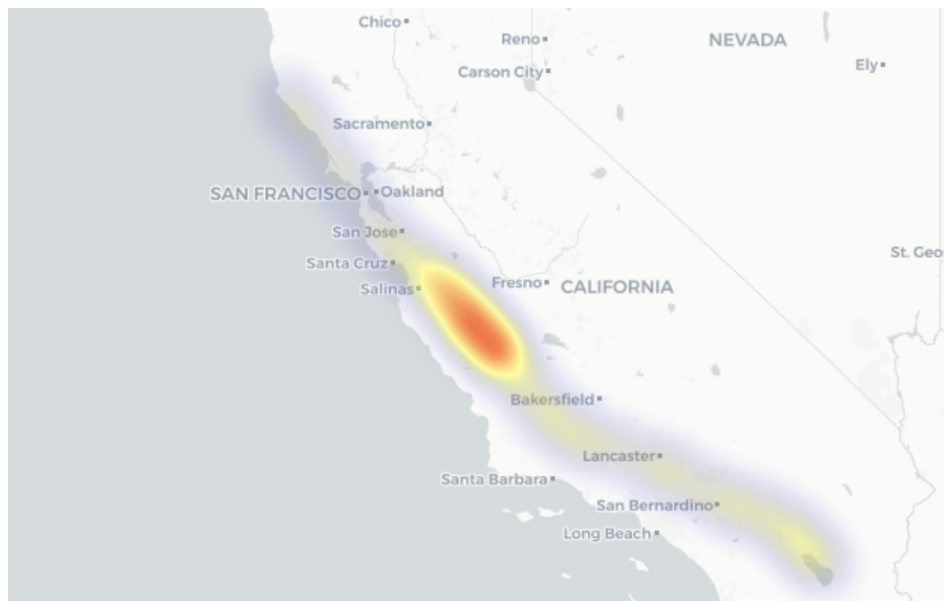 Chico
Reno
NEVADA
Carson City
Ely
Sacramento
SAN FRANCISCO
Oakland
San Jose
St. Geo
Santa Cruz
Fresno
CALIFORNIA
Salinas
Bakersfield
Lancaster
Santa Barbara
San Bernardino
Long Beach